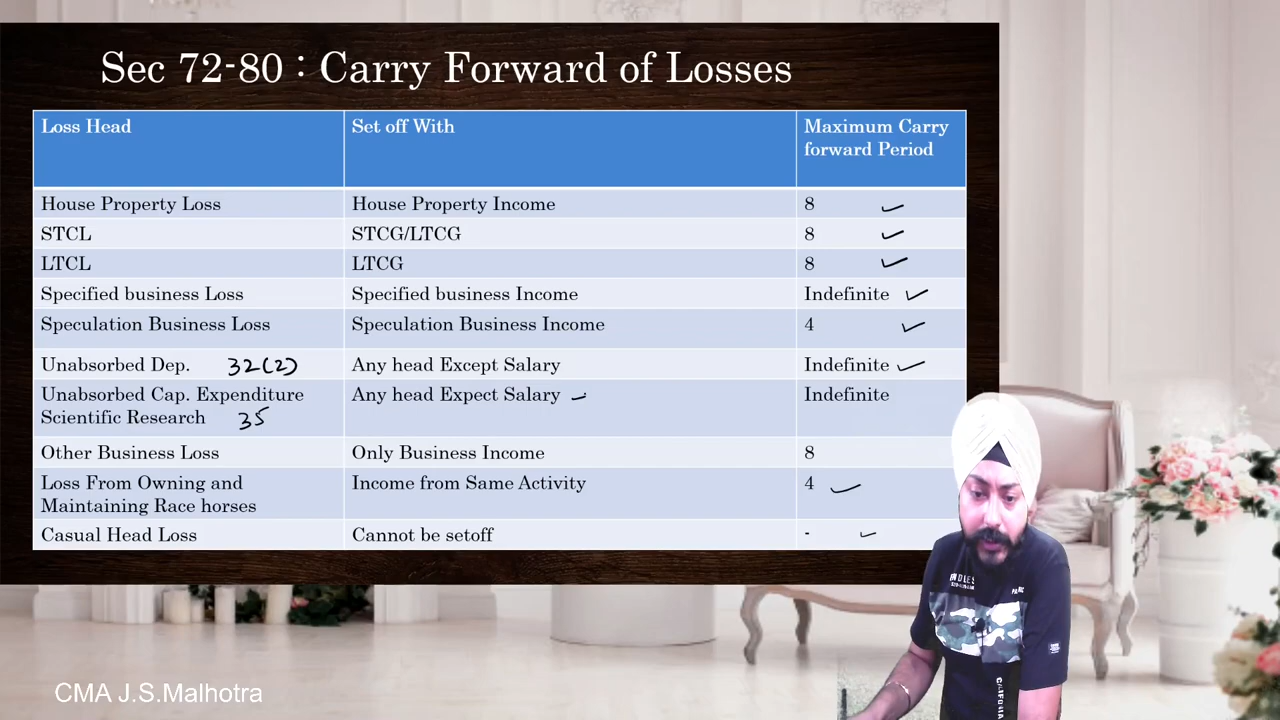 Sec 72-80 : Carry Forward of Losses
Loss Head Set off With Maximum Carry forward Period
House Property Loss House Property Income 8
STCL STCG/LTCG 8
LTCL LTCG 8
Specified business Loss Specified business Income Indefinite
Speculation Business Loss Speculation Business Income 4
Unabsorbed Dep. 32(2) Any head Except Salary Indefinite
Unabsorbed Cap. Expenditure Any head Expect Salary Indefinite
Scientific Research 35
Other Business Loss Only Business Income 8
Loss From Owning and Income from Same Activity 4
Maintaining Race horses
Casual Head Loss Cannot be setoff -
CMA J.S.Malhotra